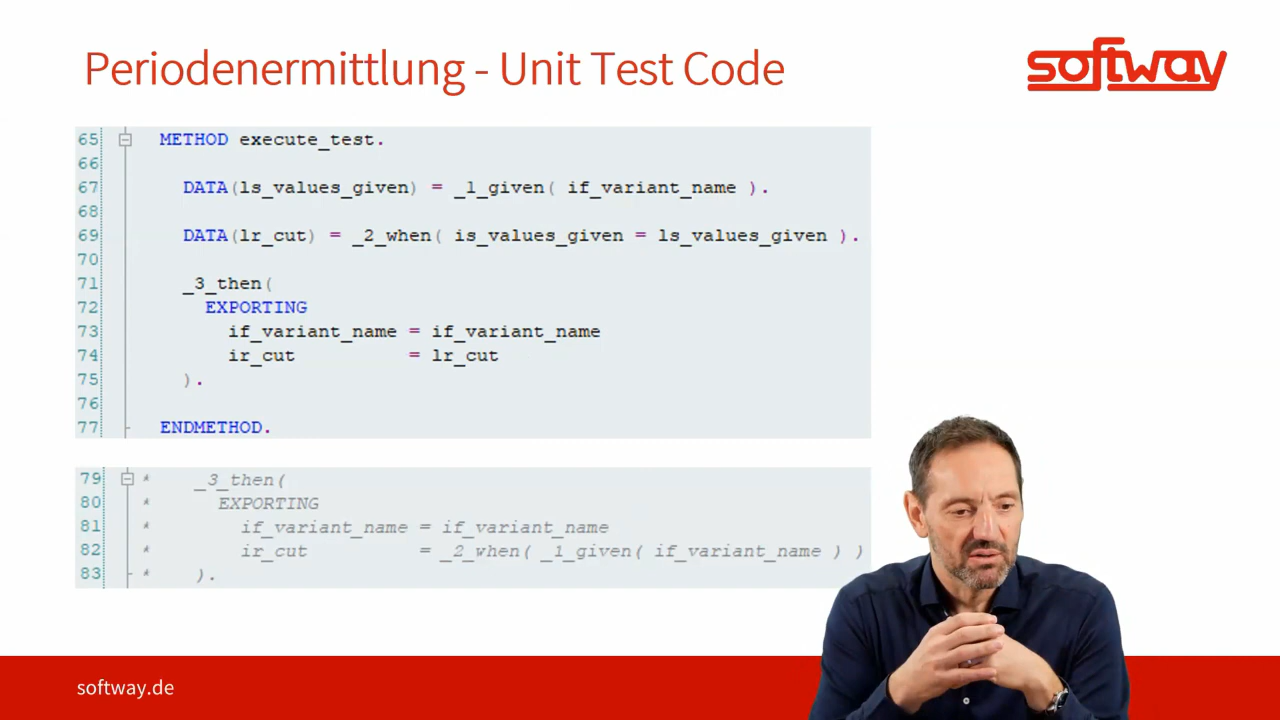 Periodenermittlung - Unit Test Code
softway
65 METHOD execute_test.
66
67 DATA(ls_values_given) = _1_given( if_variant_name ).
68
69 DATA(lr_cut) = _2_when( is_values_given = ls_values_given ).
70
71 _3_then(
72 EXPORTING
73 if_variant_name = if_variant_name
74 ir_cut = lr_cut
75 ).
76
77 ENDMETHOD.
79 * _3_then(
80 * EXPORTING
81 * if_variant_name = if_variant_name
82 * ir_cut = _2_when( _1_given( if_variant_name ) )
83 * ).
softway.de